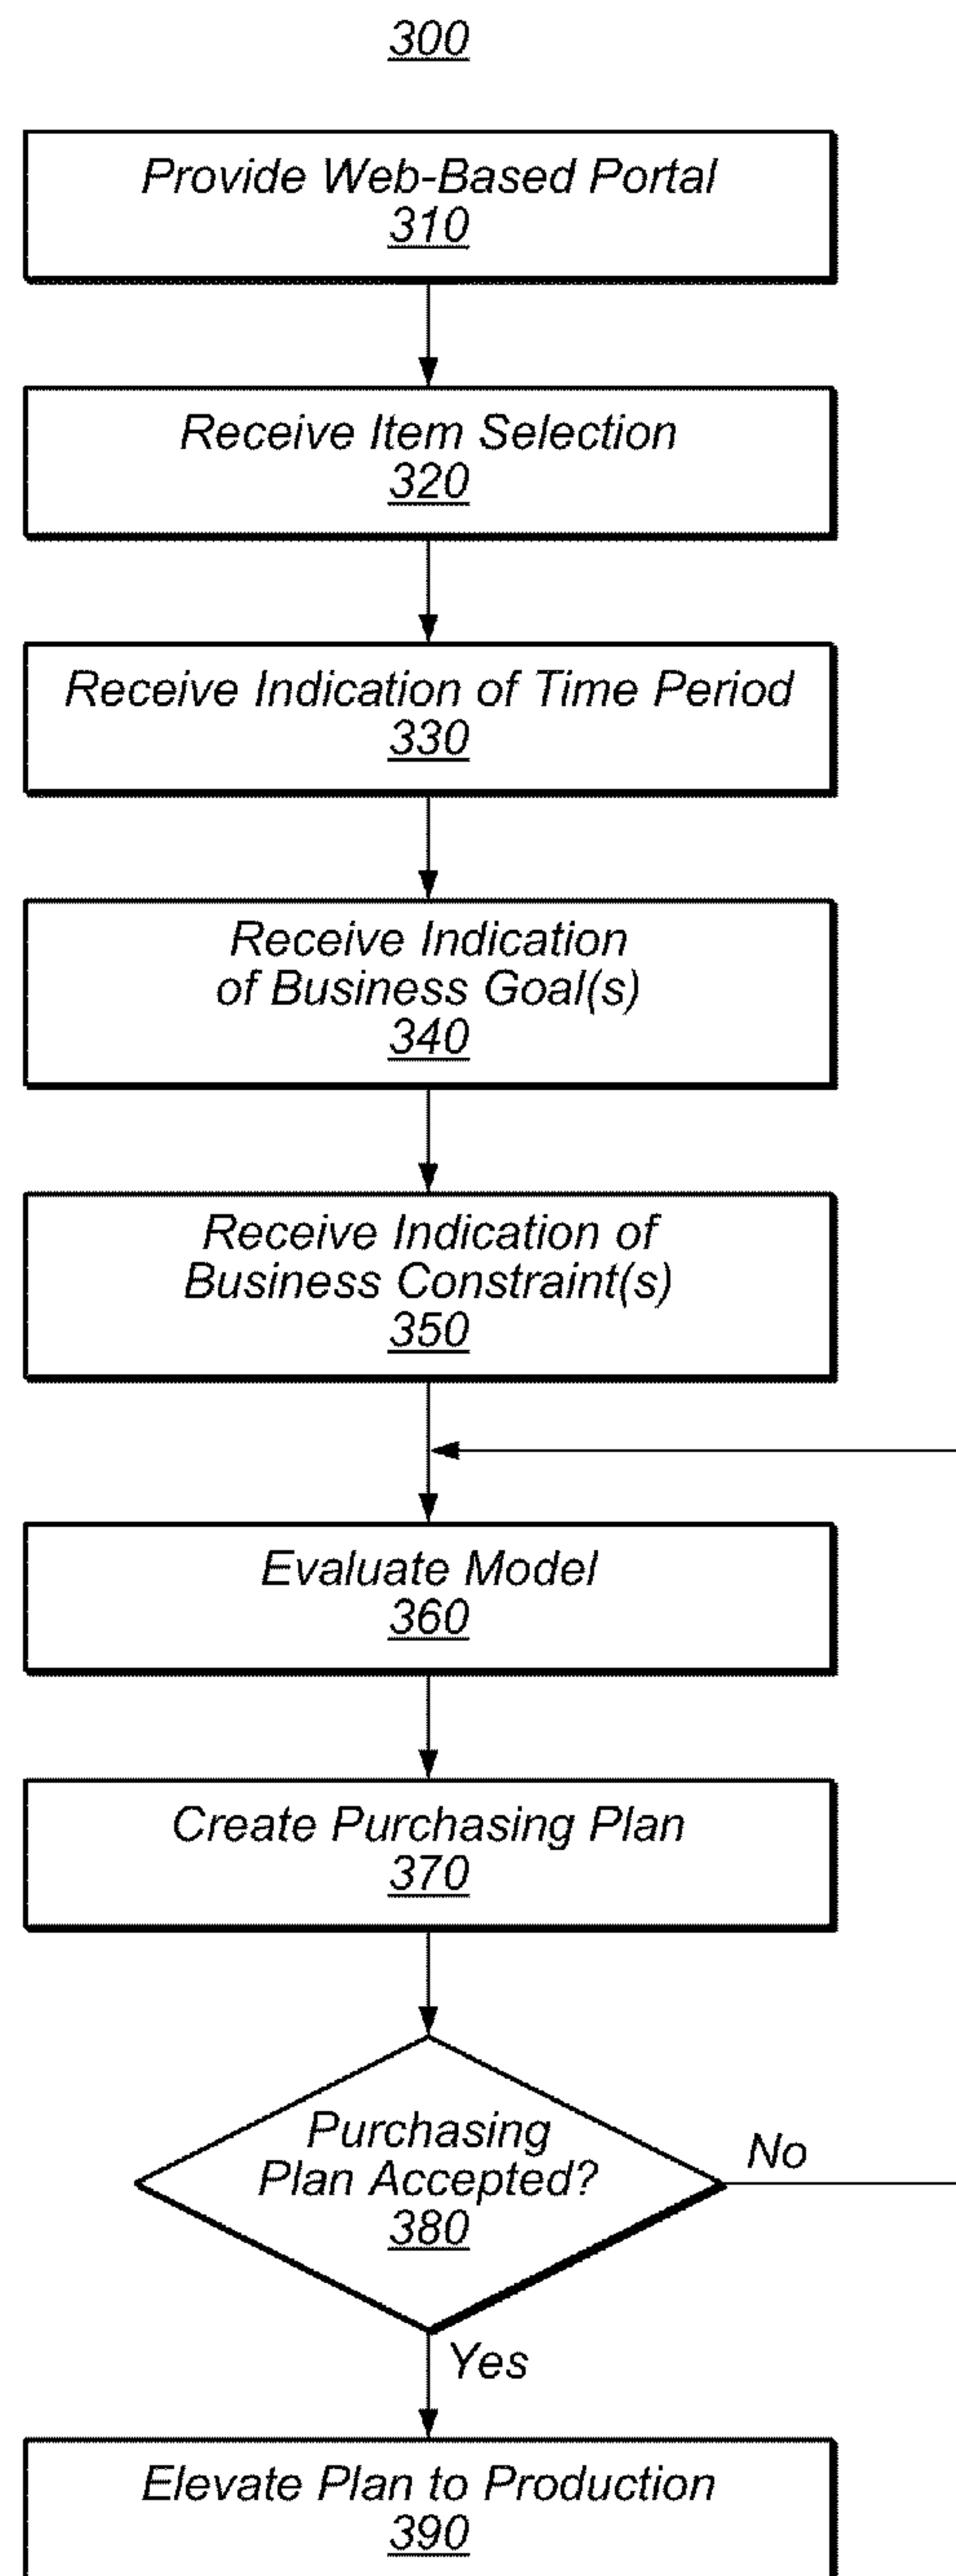 300
Provide Web-Based Portal
310
Receive Item Selection
320
Receive Indication of Time Period
330
Receive Indication
of Business Goal(s)
340
Receive Indication of
Business Constraint(s)
350
Evaluate Model
360
Create Purchasing Plan
370
Purchasing
Plan Accepted?
380
No
Yes
Elevate Plan to Production
390